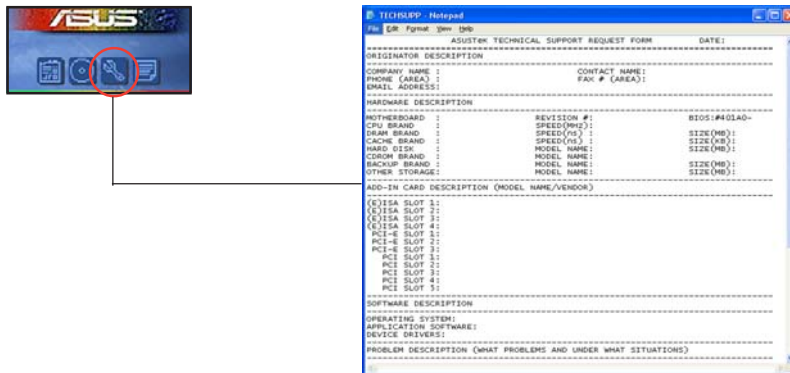 ASUS
TECHSUPP - Notepad
File Edit Format View Help
ASUSTeK TECHNICAL SUPPORT REQUEST FORM DATE:
ORIGINATOR DESCRIPTION
COMPANY NAME : CONTACT NAME:
PHONE (AREA) : FAX # (AREA):
EMAIL ADDRESS:
HARDWARE DESCRIPTION
MOTHERBOARD : REVISION #: BIOS:#401A0-
CPU BRAND : SPEED(MHz):
DRAM BRAND : SPEED(ns) : SIZE(MB):
CACHE BRAND : SPEED(ns) : SIZE(KB):
HARD DISK : MODEL NAME: SIZE(MB):
CDROM BRAND : MODEL NAME:
BACKUP BRAND : MODEL NAME: SIZE(MB):
OTHER STORAGE: MODEL NAME: SIZE(MB):
ADD-IN CARD DESCRIPTION (MODEL NAME/VENDOR)
(E)ISA SLOT 1:
(E)ISA SLOT 2:
(E)ISA SLOT 3:
(E)ISA SLOT 4:
PCI-E SLOT 1:
PCI-E SLOT 2:
PCI-E SLOT 3:
PCI SLOT 1:
PCI SLOT 2:
PCI SLOT 3:
PCI SLOT 4:
PCI SLOT 5:
SOFTWARE DESCRIPTION
OPERATING SYSTEM:
APPLICATION SOFTWARE:
DEVICE DRIVERS:
PROBLEM DESCRIPTION (WHAT PROBLEMS AND UNDER WHAT SITUATIONS)